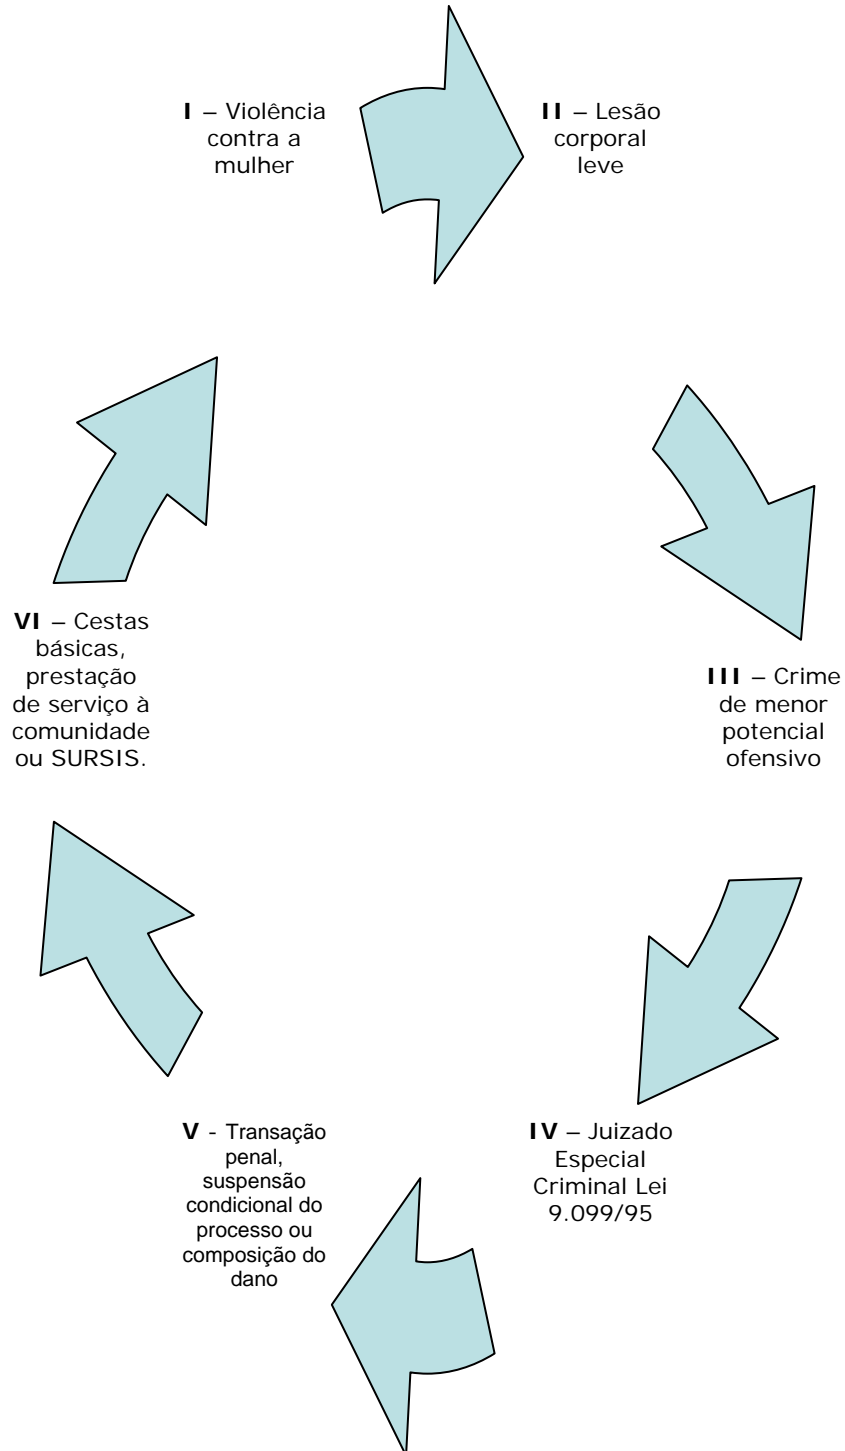 I – Violência
contra a
mulher
II – Lesão
corporal
leve
III – Crime
de menor
potencial
ofensivo
IV – Juizado
Especial
Criminal Lei
9.099/95
V - Transação
penal,
suspensão
condicional do
processo ou
composição do
dano
VI – Cestas
básicas,
prestação
de serviço à
comunidade
ou SURSIS.